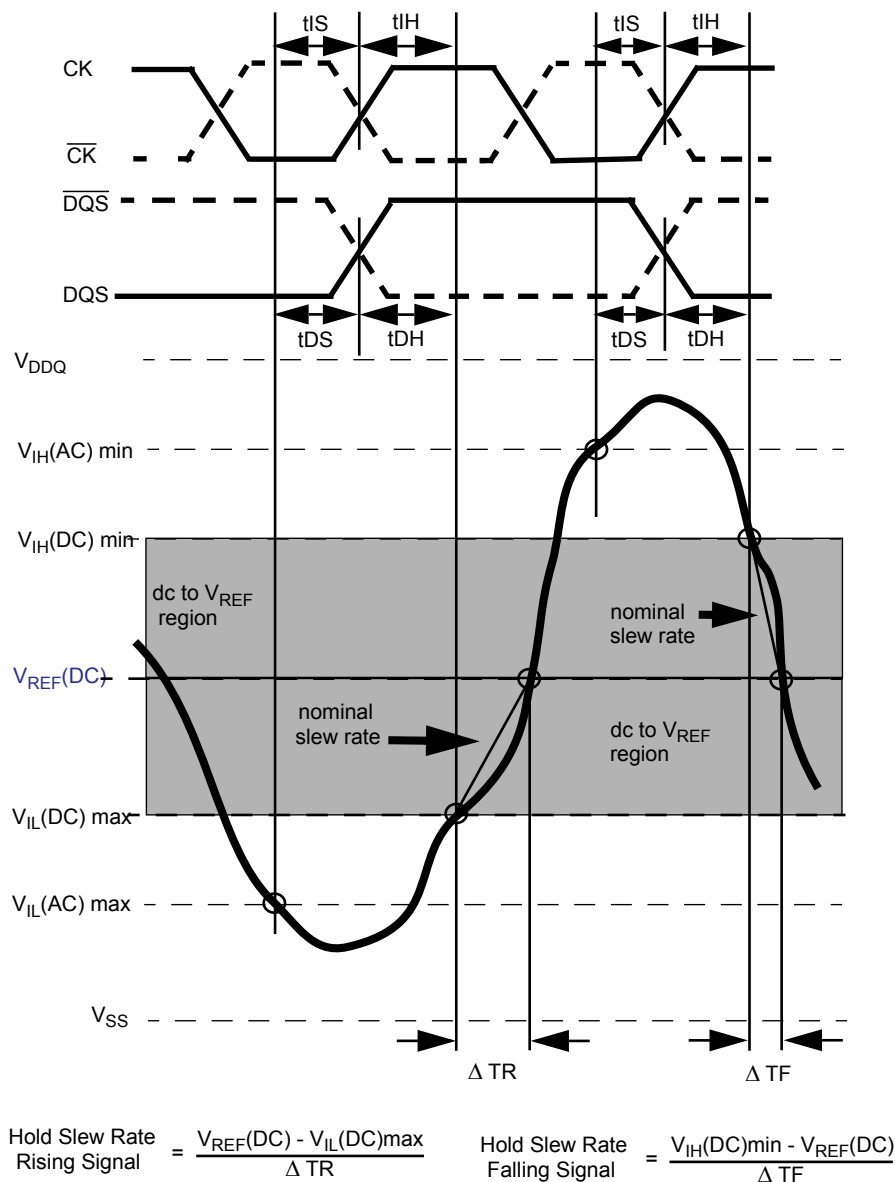 tIS tIH tIS tIH
CK
C̅K̅
D̅Q̅S̅
DQS
tDS tDH tDS tDH
VDDQ
VIH(AC) min
VIH(DC) min
dc to VREF
region
nominal
slew rate
VREF(DC)
nominal
slew rate
dc to VREF
region
VIL(DC) max
VIL(AC) max
VSS
Δ TR Δ TF
Hold Slew Rate
Rising Signal
= VREF(DC) - VIL(DC)max
Δ TR
Hold Slew Rate
Falling Signal
= VIH(DC)min - VREF(DC)
Δ TF